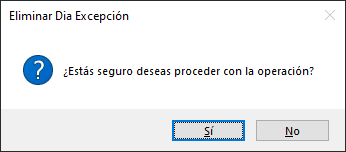 Eliminar Dia Excepción
¿Estás seguro deseas proceder con la operación?
Sí
No